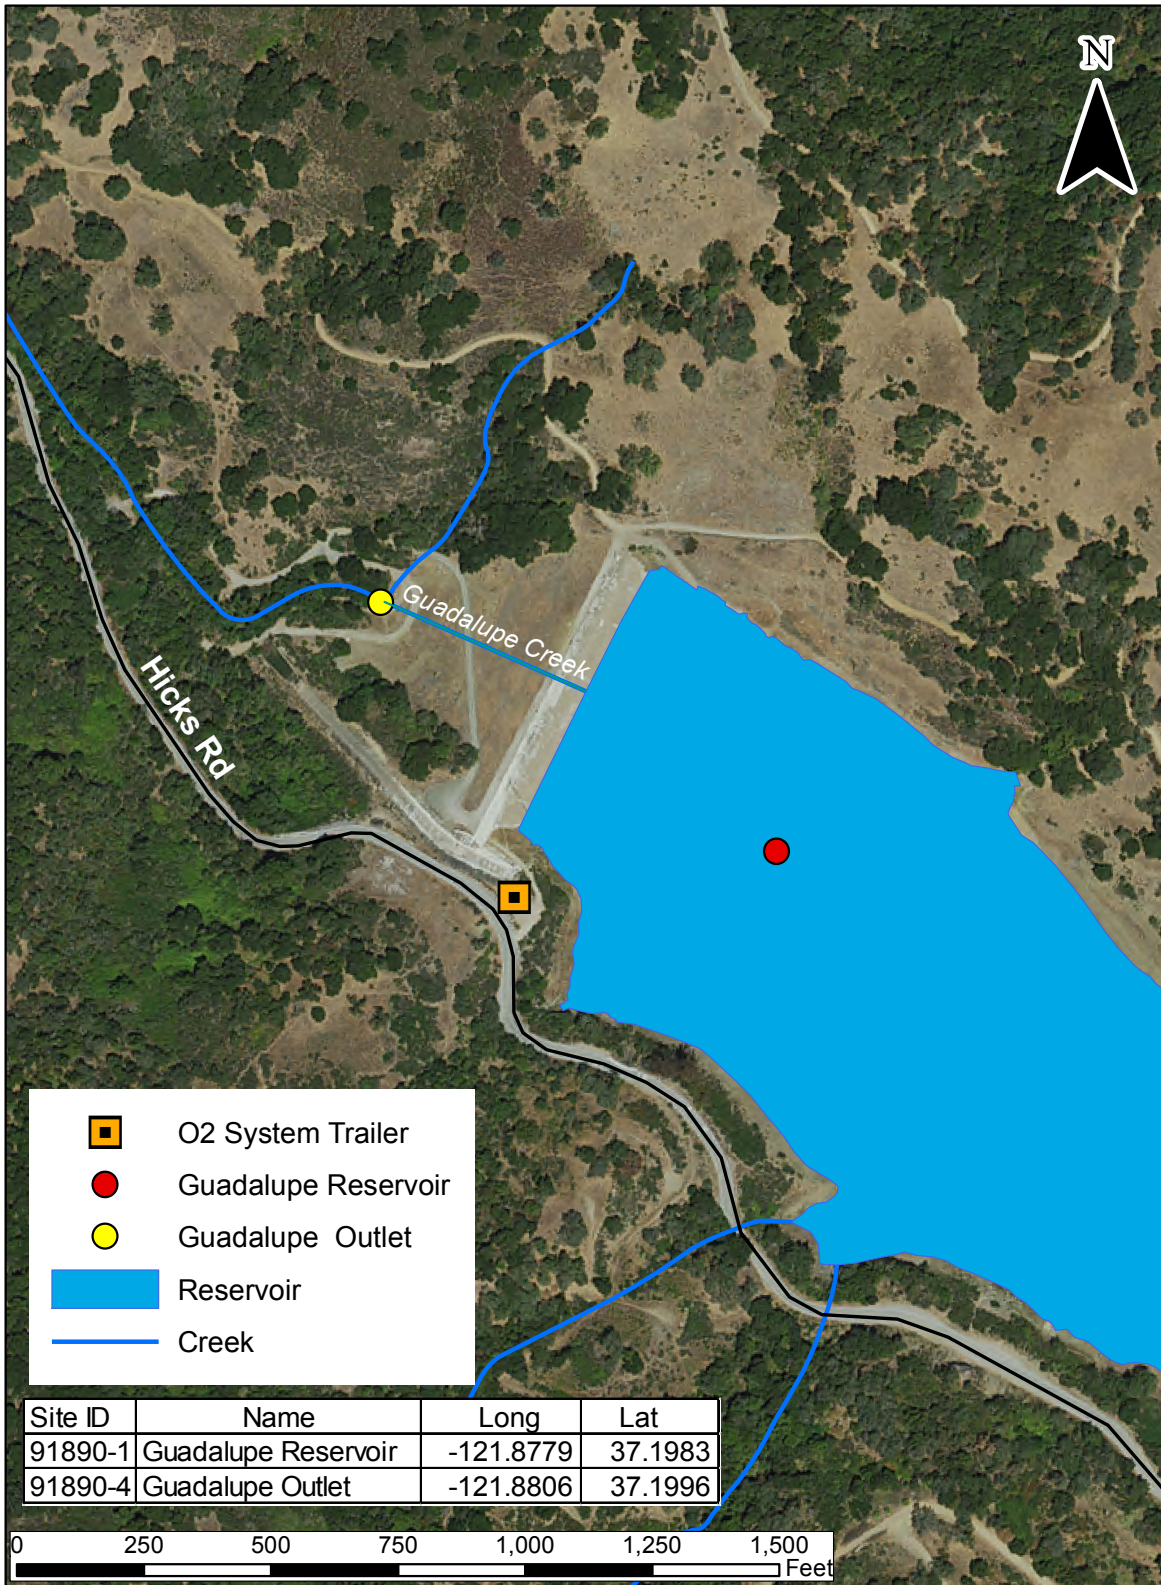 N
Guadalupe Creek
Hicks Rd
O2 System Trailer
Guadalupe Reservoir
Guadalupe Outlet
Reservoir
Creek
Site ID Name Long Lat
91890-1 Guadalupe Reservoir -121.8779 37.1983
91890-4 Guadalupe Outlet -121.8806 37.1996
0 250 500 750 1,000 1,250 1,500
Feet